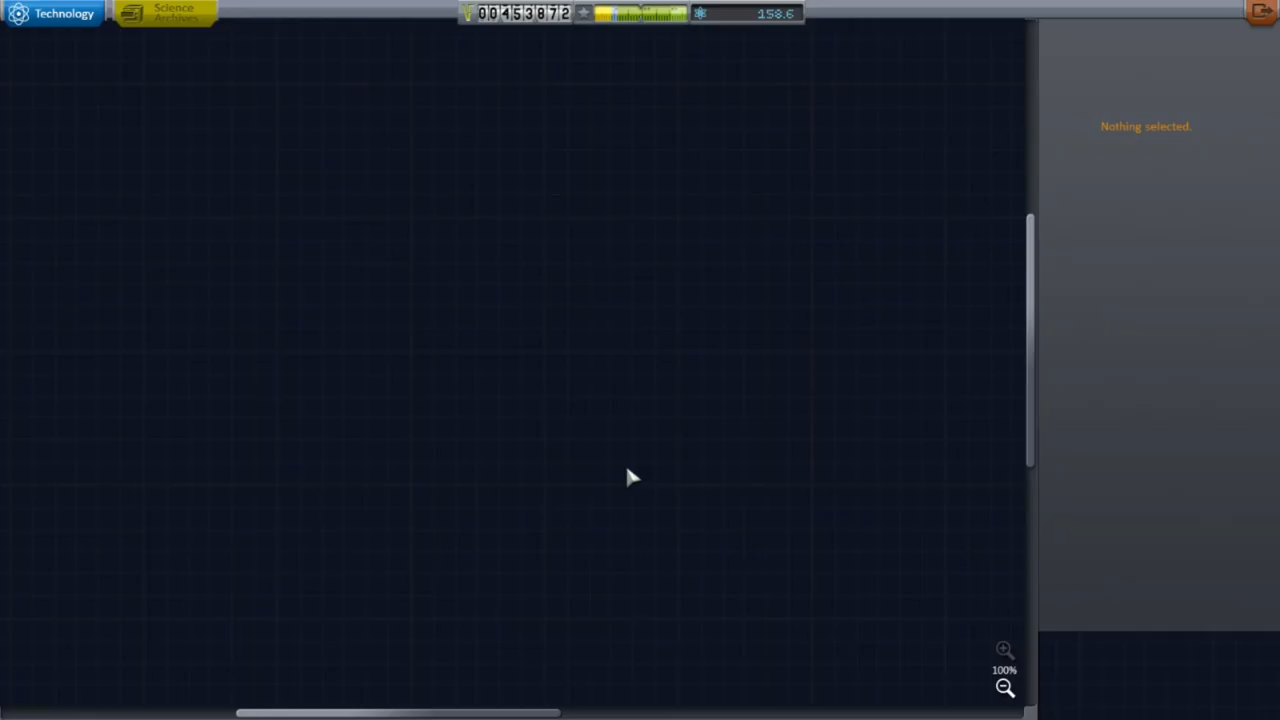 Technology
Science
Archives
00453872
158.6
Nothing selected.
100%